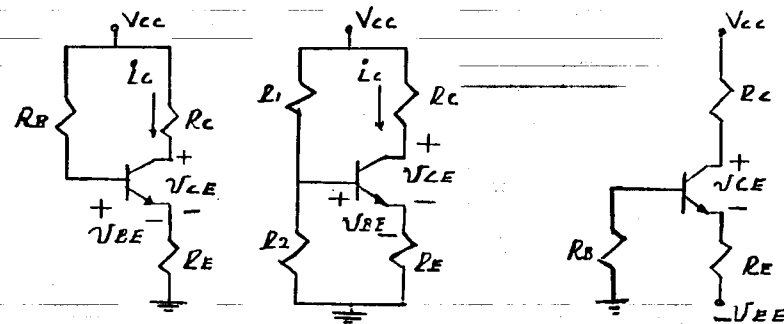 Vcc
ic
RB
Rc
+
VCE
+
VBE
−
−
RE
Vcc
R1
ic
Rc
+
VCE
+
VBE
−
−
R2
RE
Vcc
Rc
+
VCE
−
RB
RE
−VEE